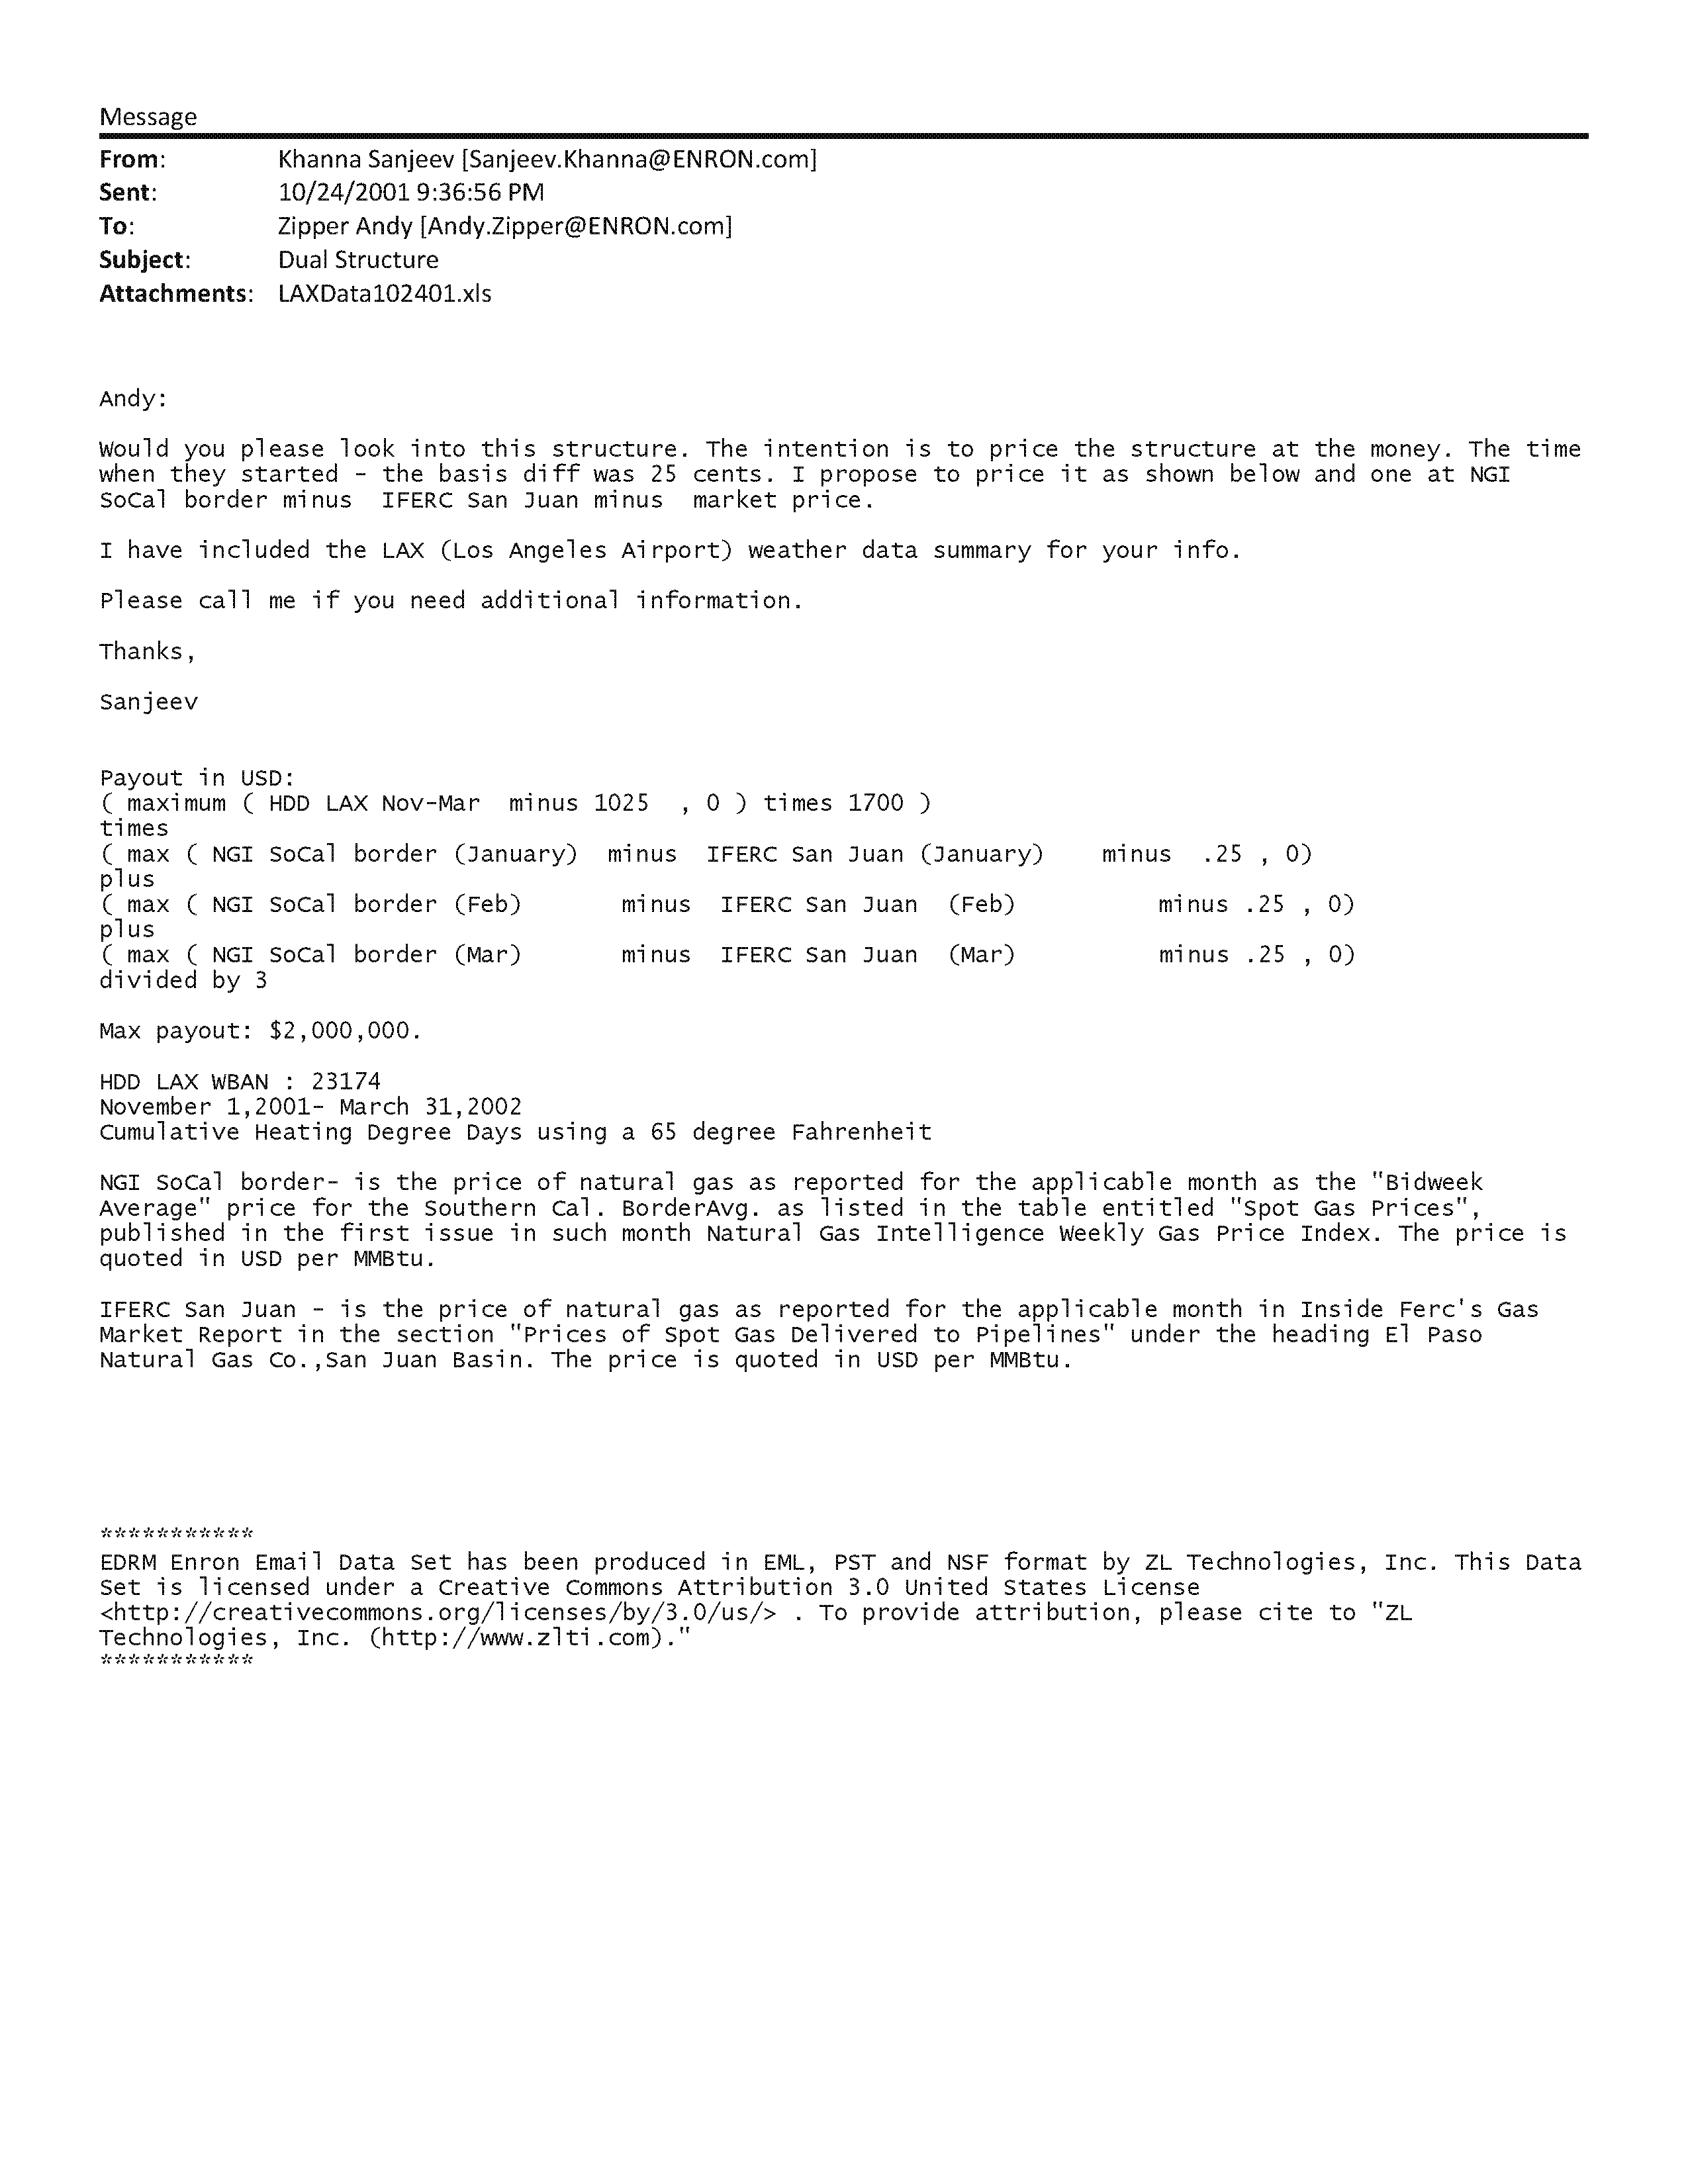 Message
From: Khanna Sanjeev [Sanjeev.Khanna@ENRON.com]
Sent: 10/24/2001 9:36:56 PM
To: Zipper Andy [Andy.Zipper@ENRON.com]
Subject: Dual Structure
Attachments: LAXData102401.xls
Andy:
Would you please look into this structure. The intention is to price the structure at the money. The time
when they started - the basis diff was 25 cents. I propose to price it as shown below and one at NGI
SoCal border minus  IFERC San Juan minus  market price.
I have included the LAX (Los Angeles Airport) weather data summary for your info.
Please call me if you need additional information.
Thanks,
Sanjeev
Payout in USD:
( maximum ( HDD LAX Nov-Mar  minus 1025  , 0 ) times 1700 )
times
( max ( NGI SoCal border (January)  minus  IFERC San Juan (January)    minus  .25 , 0)
plus
( max ( NGI SoCal border (Feb)       minus  IFERC San Juan  (Feb)          minus .25 , 0)
plus
( max ( NGI SoCal border (Mar)       minus  IFERC San Juan  (Mar)          minus .25 , 0)
divided by 3
Max payout: $2,000,000.
HDD LAX WBAN : 23174
November 1,2001- March 31,2002
Cumulative Heating Degree Days using a 65 degree Fahrenheit
NGI SoCal border- is the price of natural gas as reported for the applicable month as the "Bidweek
Average" price for the Southern Cal. BorderAvg. as listed in the table entitled "Spot Gas Prices",
published in the first issue in such month Natural Gas Intelligence Weekly Gas Price Index. The price is
quoted in USD per MMBtu.
IFERC San Juan - is the price of natural gas as reported for the applicable month in Inside Ferc's Gas
Market Report in the section "Prices of Spot Gas Delivered to Pipelines" under the heading El Paso
Natural Gas Co.,San Juan Basin. The price is quoted in USD per MMBtu.
***********
EDRM Enron Email Data Set has been produced in EML, PST and NSF format by ZL Technologies, Inc. This Data
Set is licensed under a Creative Commons Attribution 3.0 United States License
<http://creativecommons.org/licenses/by/3.0/us/> . To provide attribution, please cite to "ZL
Technologies, Inc. (http://www.zlti.com)."
***********